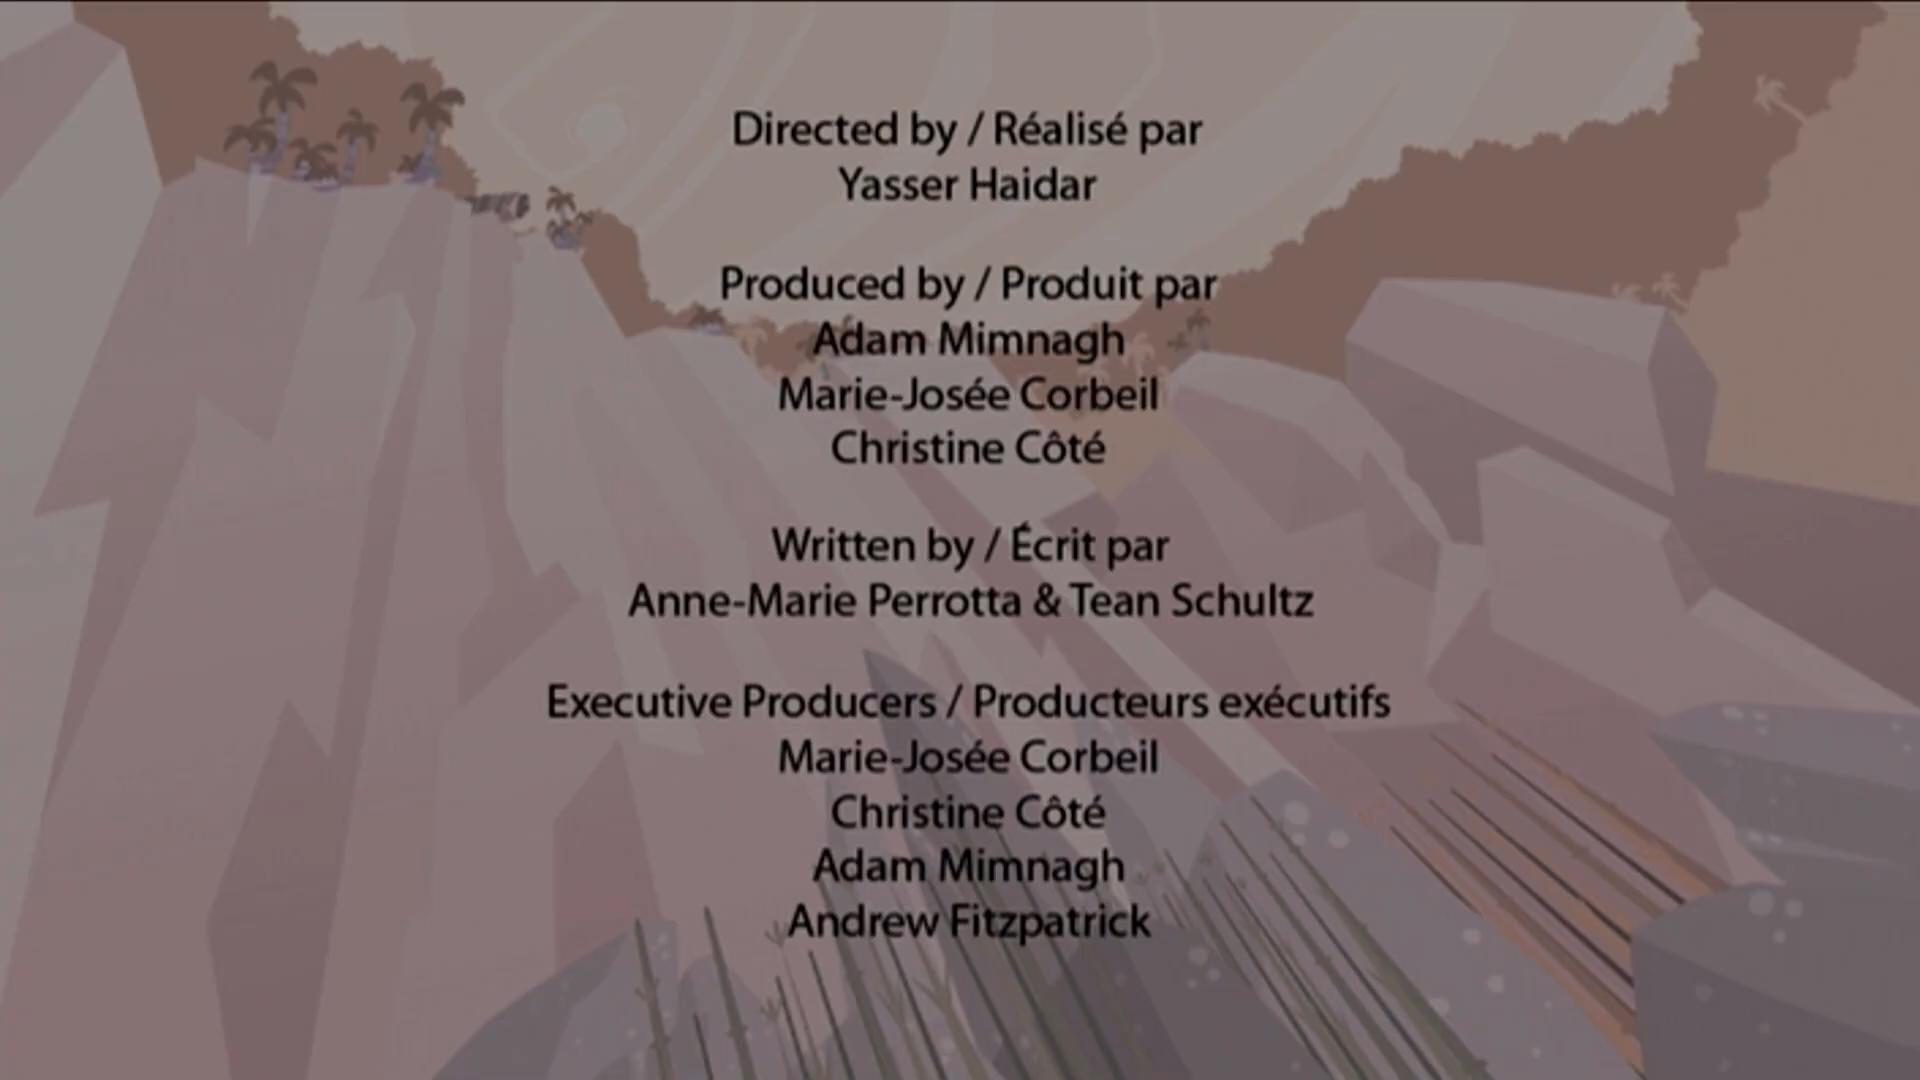 Directed by / Réalisé par
Yasser Haidar
Produced by / Produit par
Adam Mimnagh
Marie-Josée Corbeil
Christine Côté
Written by / Écrit par
Anne-Marie Perrotta & Tean Schultz
Executive Producers / Producteurs exécutifs
Marie-Josée Corbeil
Christine Côté
Adam Mimnagh
Andrew Fitzpatrick